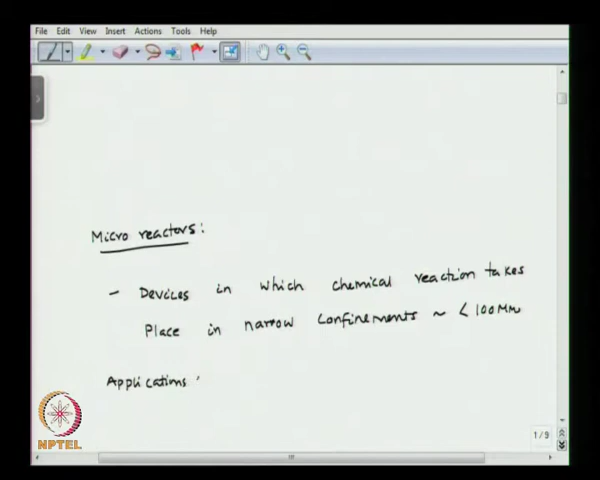 File Edit View Insert Actions Tools Help
Micro reactors:
- Devices in which chemical reaction takes
Place in narrow confinements ~ < 100 Mm
Applications :
NPTEL
1/9